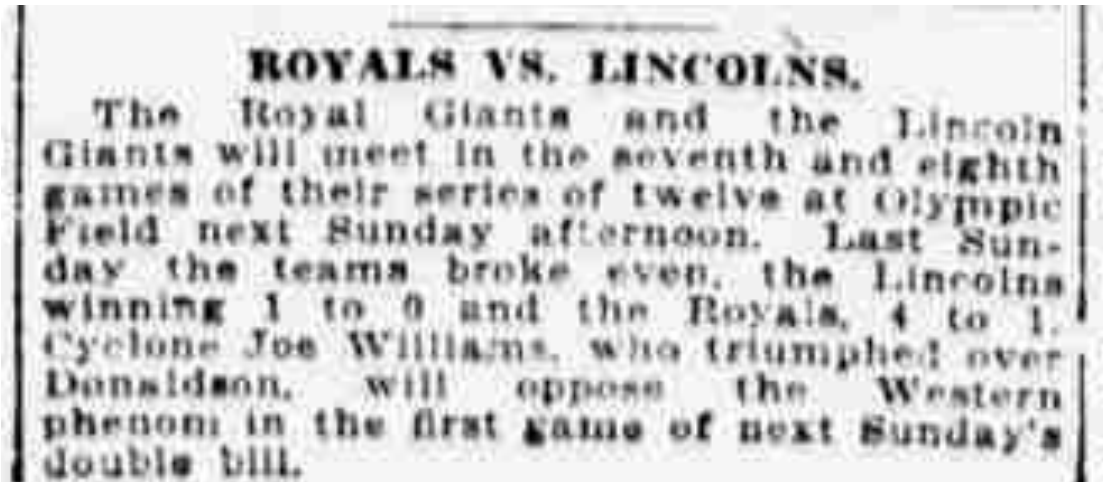 ROYALS VS. LINCOLNS.
The Royal Giants and the Lincoln
Giants will meet in the seventh and eighth
games of their series of twelve at Olympic
Field next Sunday afternoon. Last Sun-
day the teams broke even, the Lincolns
winning 1 to 0 and the Royals, 4 to 1.
Cyclone Joe Williams, who triumphed over
Donaldson, will oppose the Western
phenom in the first game of next Sunday's
double bill.